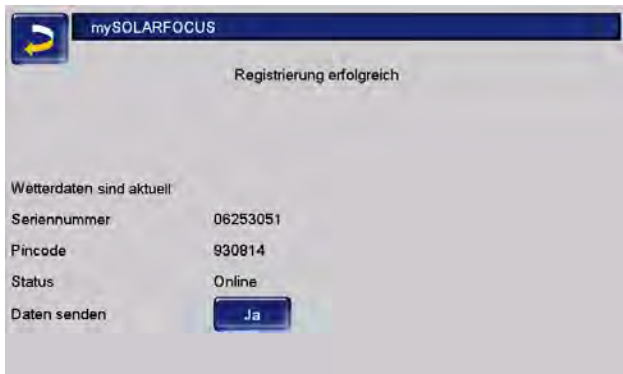 mySOLARFOCUS
Registrierung erfolgreich
Wetterdaten sind aktuell
Seriennummer 06253051
Pincode 930814
Status Online
Daten senden Ja